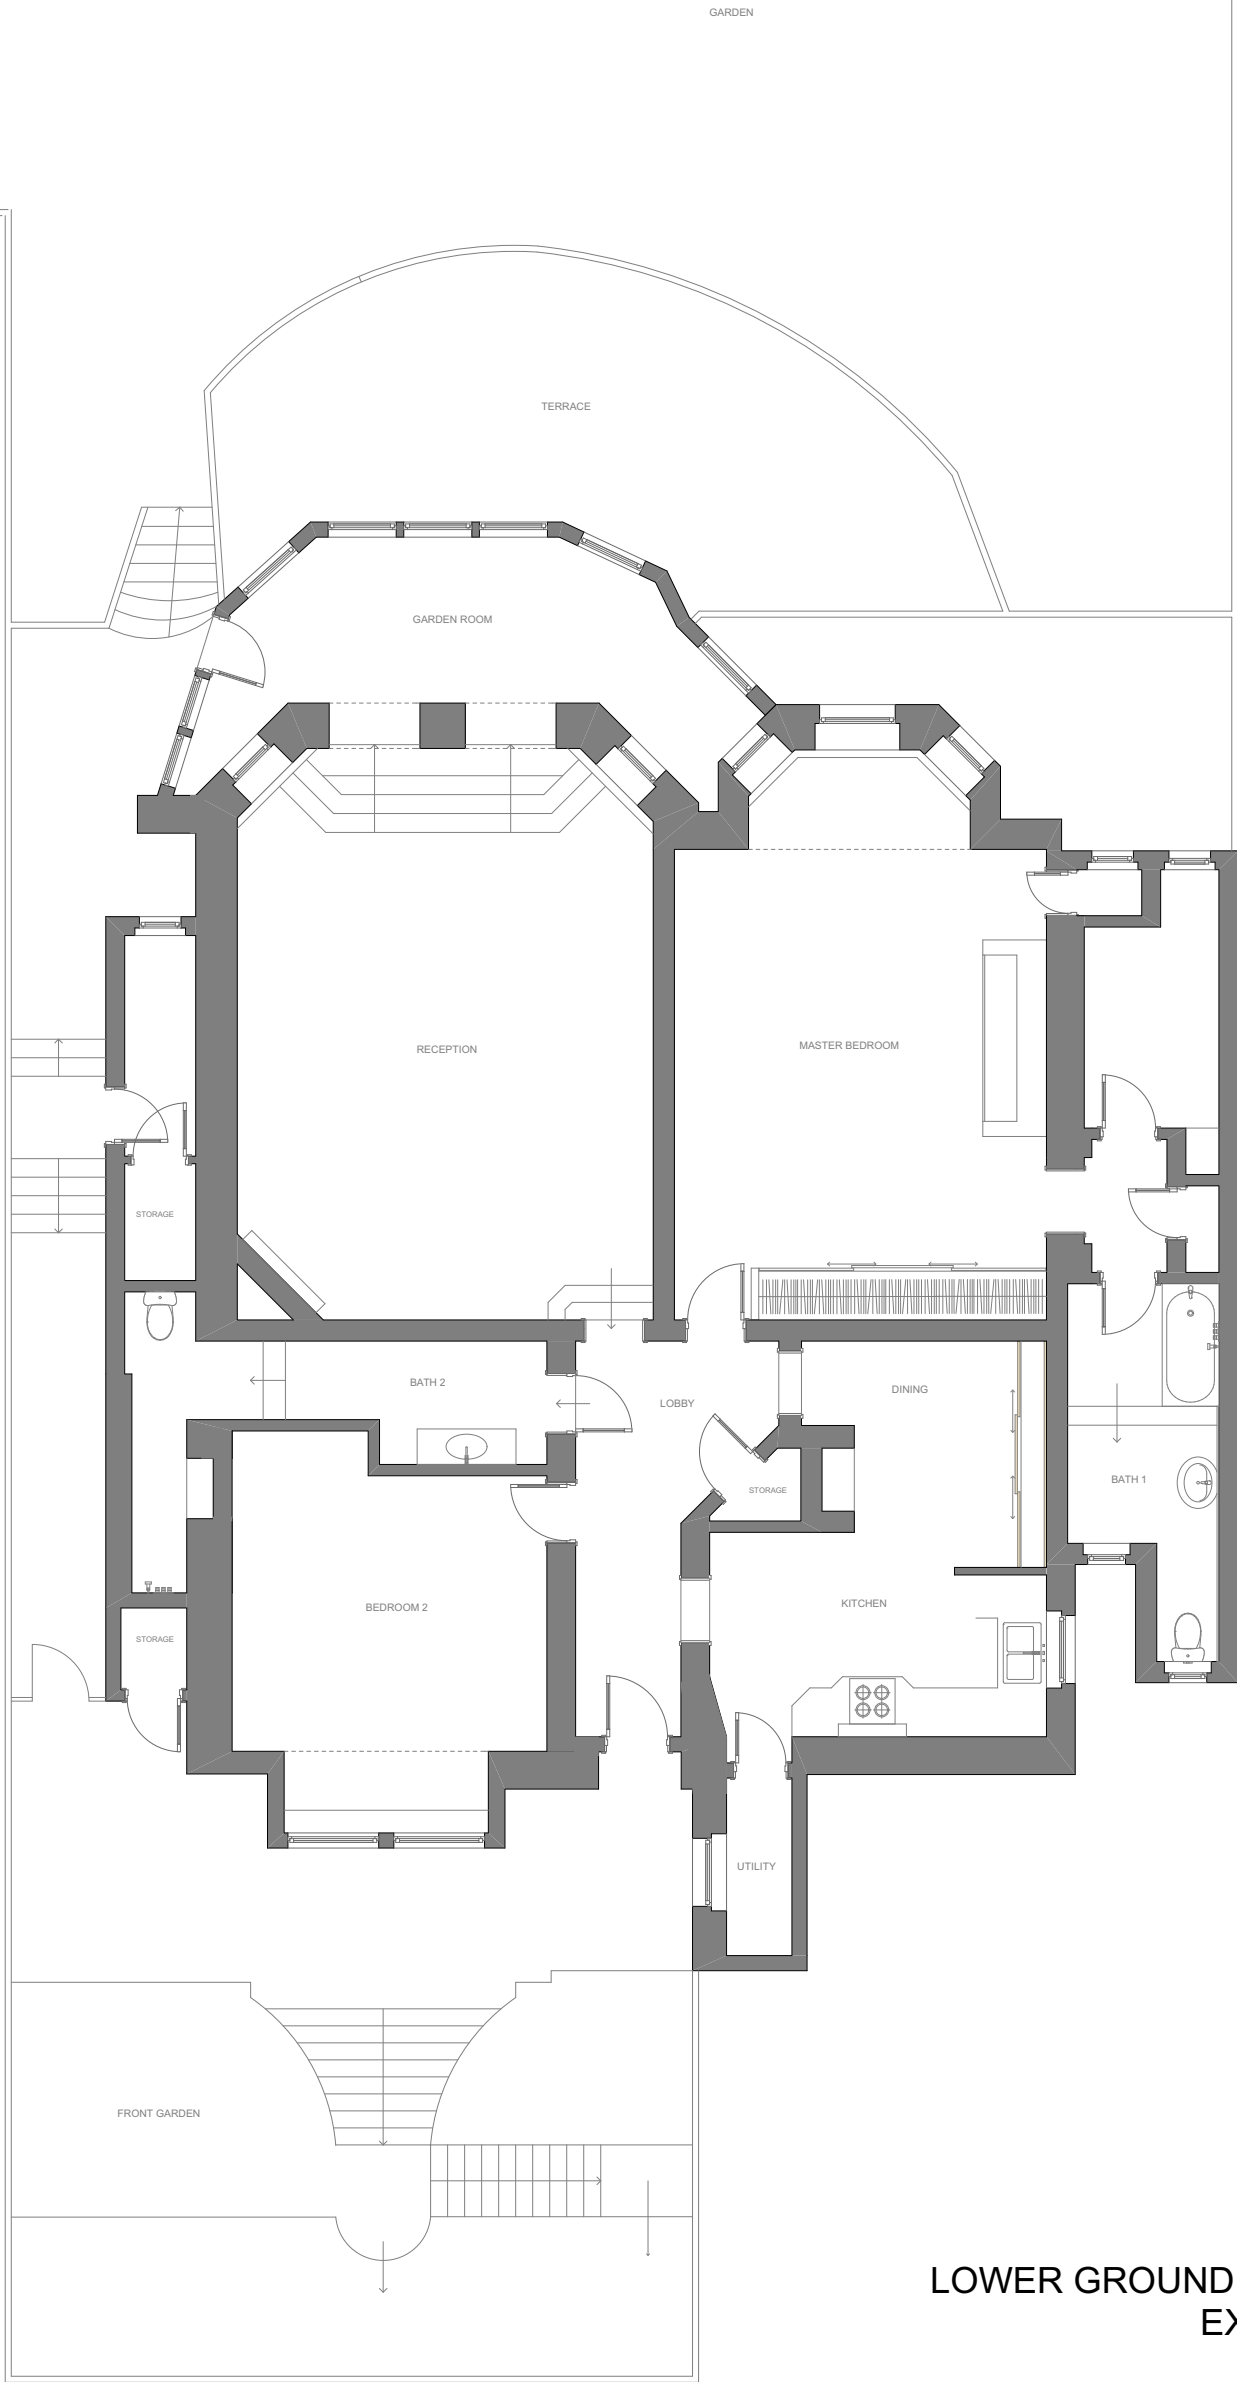 GARDEN
TERRACE
GARDEN ROOM
RECEPTION
MASTER BEDROOM
STORAGE
BATH 2
LOBBY
DINING
STORAGE
BATH 1
BEDROOM 2
KITCHEN
STORAGE
UTILITY
FRONT GARDEN
LOWER GROUND
EX